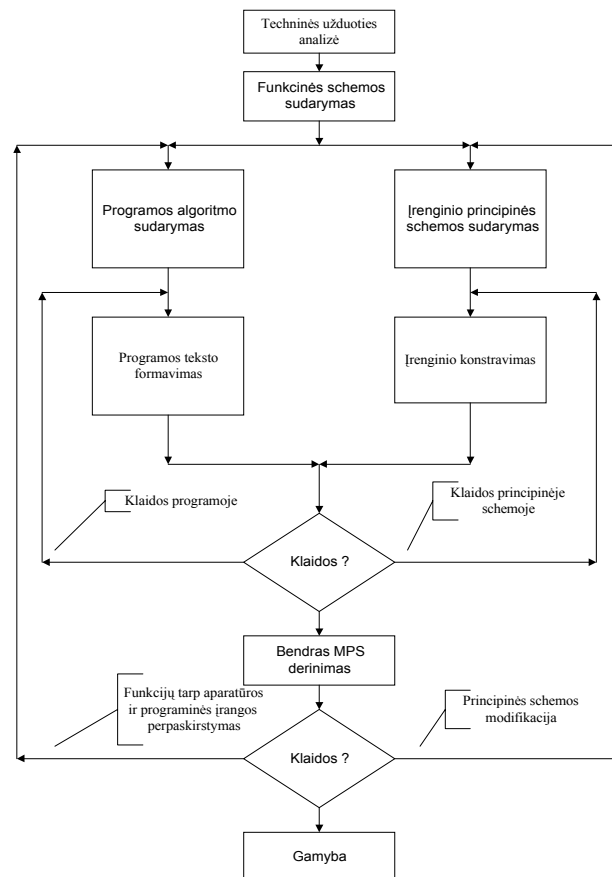 Techninės užduoties
analizė
Funkcinės schemos
sudarymas
Programos algoritmo
sudarymas
Įrenginio principinės
schemos sudarymas
Programos teksto
formavimas
Įrenginio konstravimas
Klaidos programoje
Klaidos principinėje
schemoje
Klaidos ?
Bendras MPS
derinimas
Funkcijų tarp aparatūros
ir programinės įrangos
perpaskirstymas
Principinės schemos
modifikacija
Klaidos ?
Gamyba